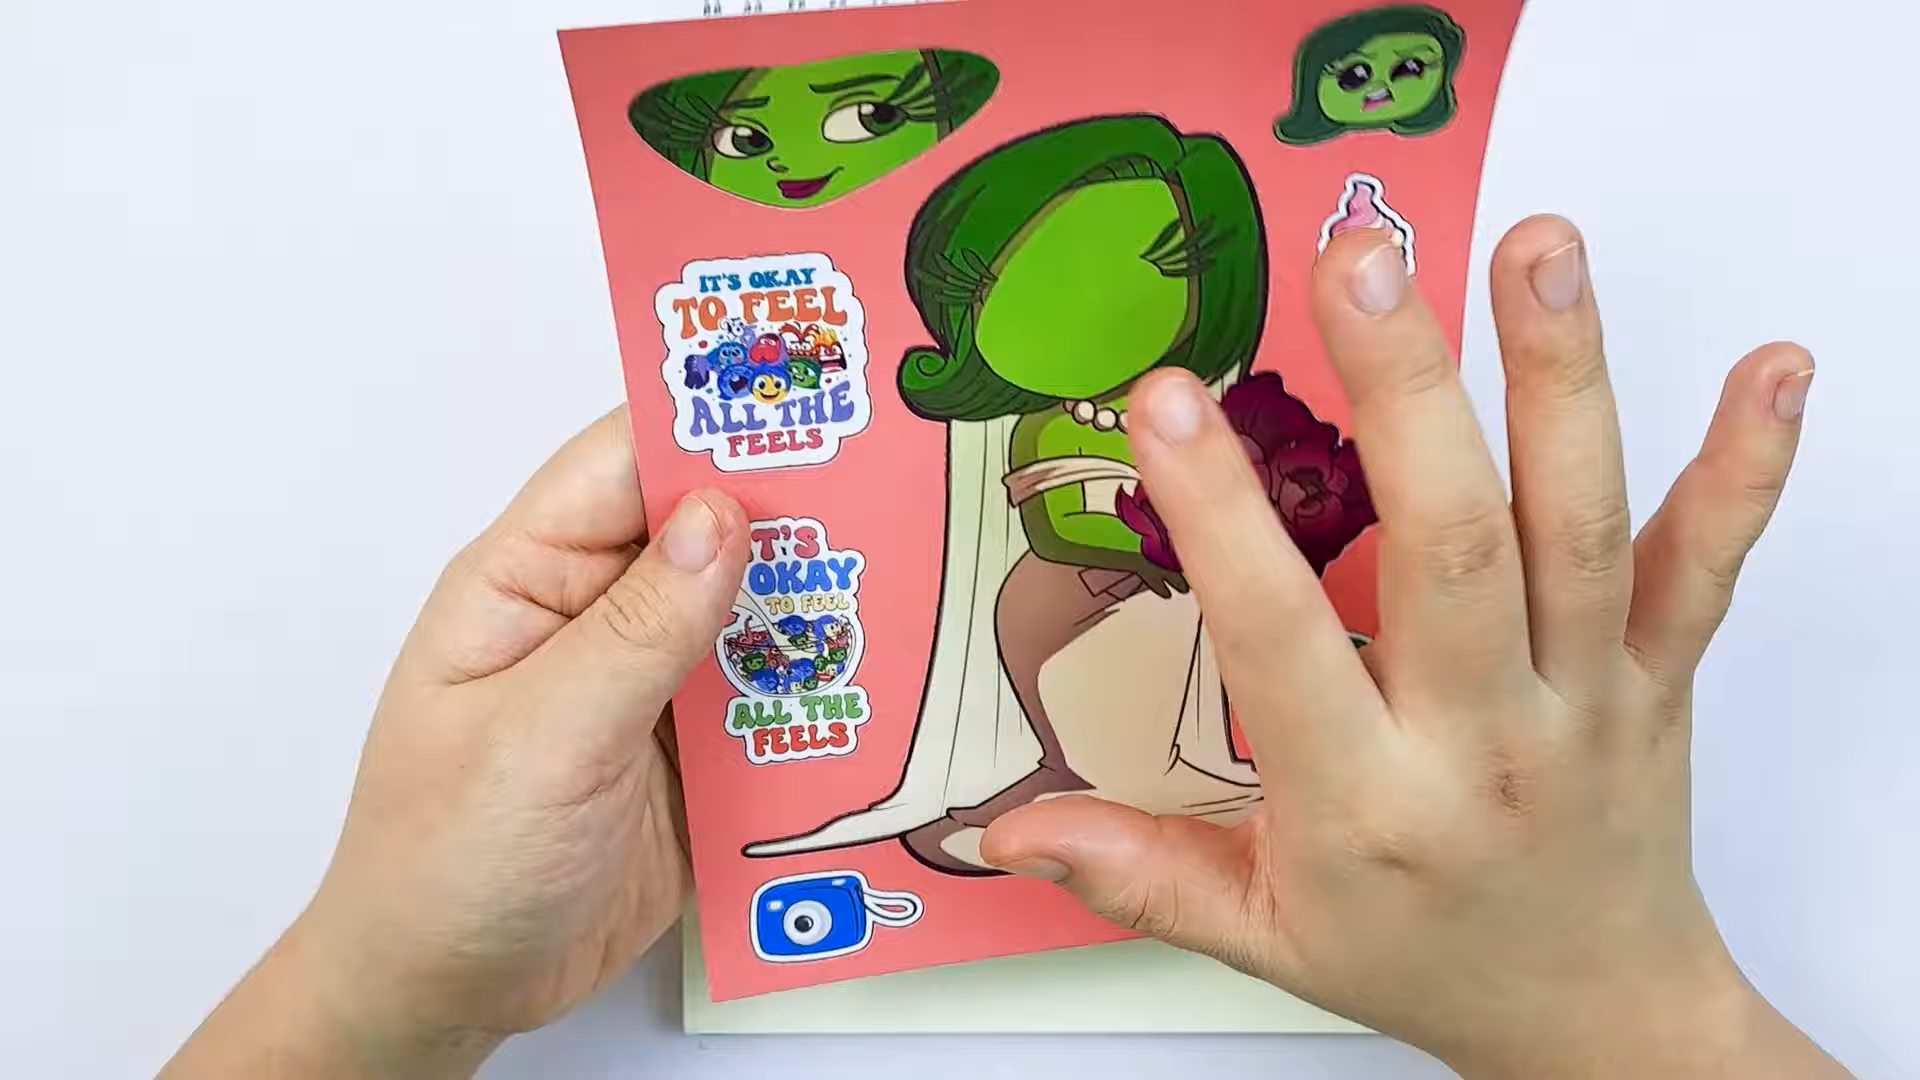 IT'S OKAY
TO FEEL
ALL THE
FEELS
T'S
OKAY
TO FEEL
ALL THE
FEELS